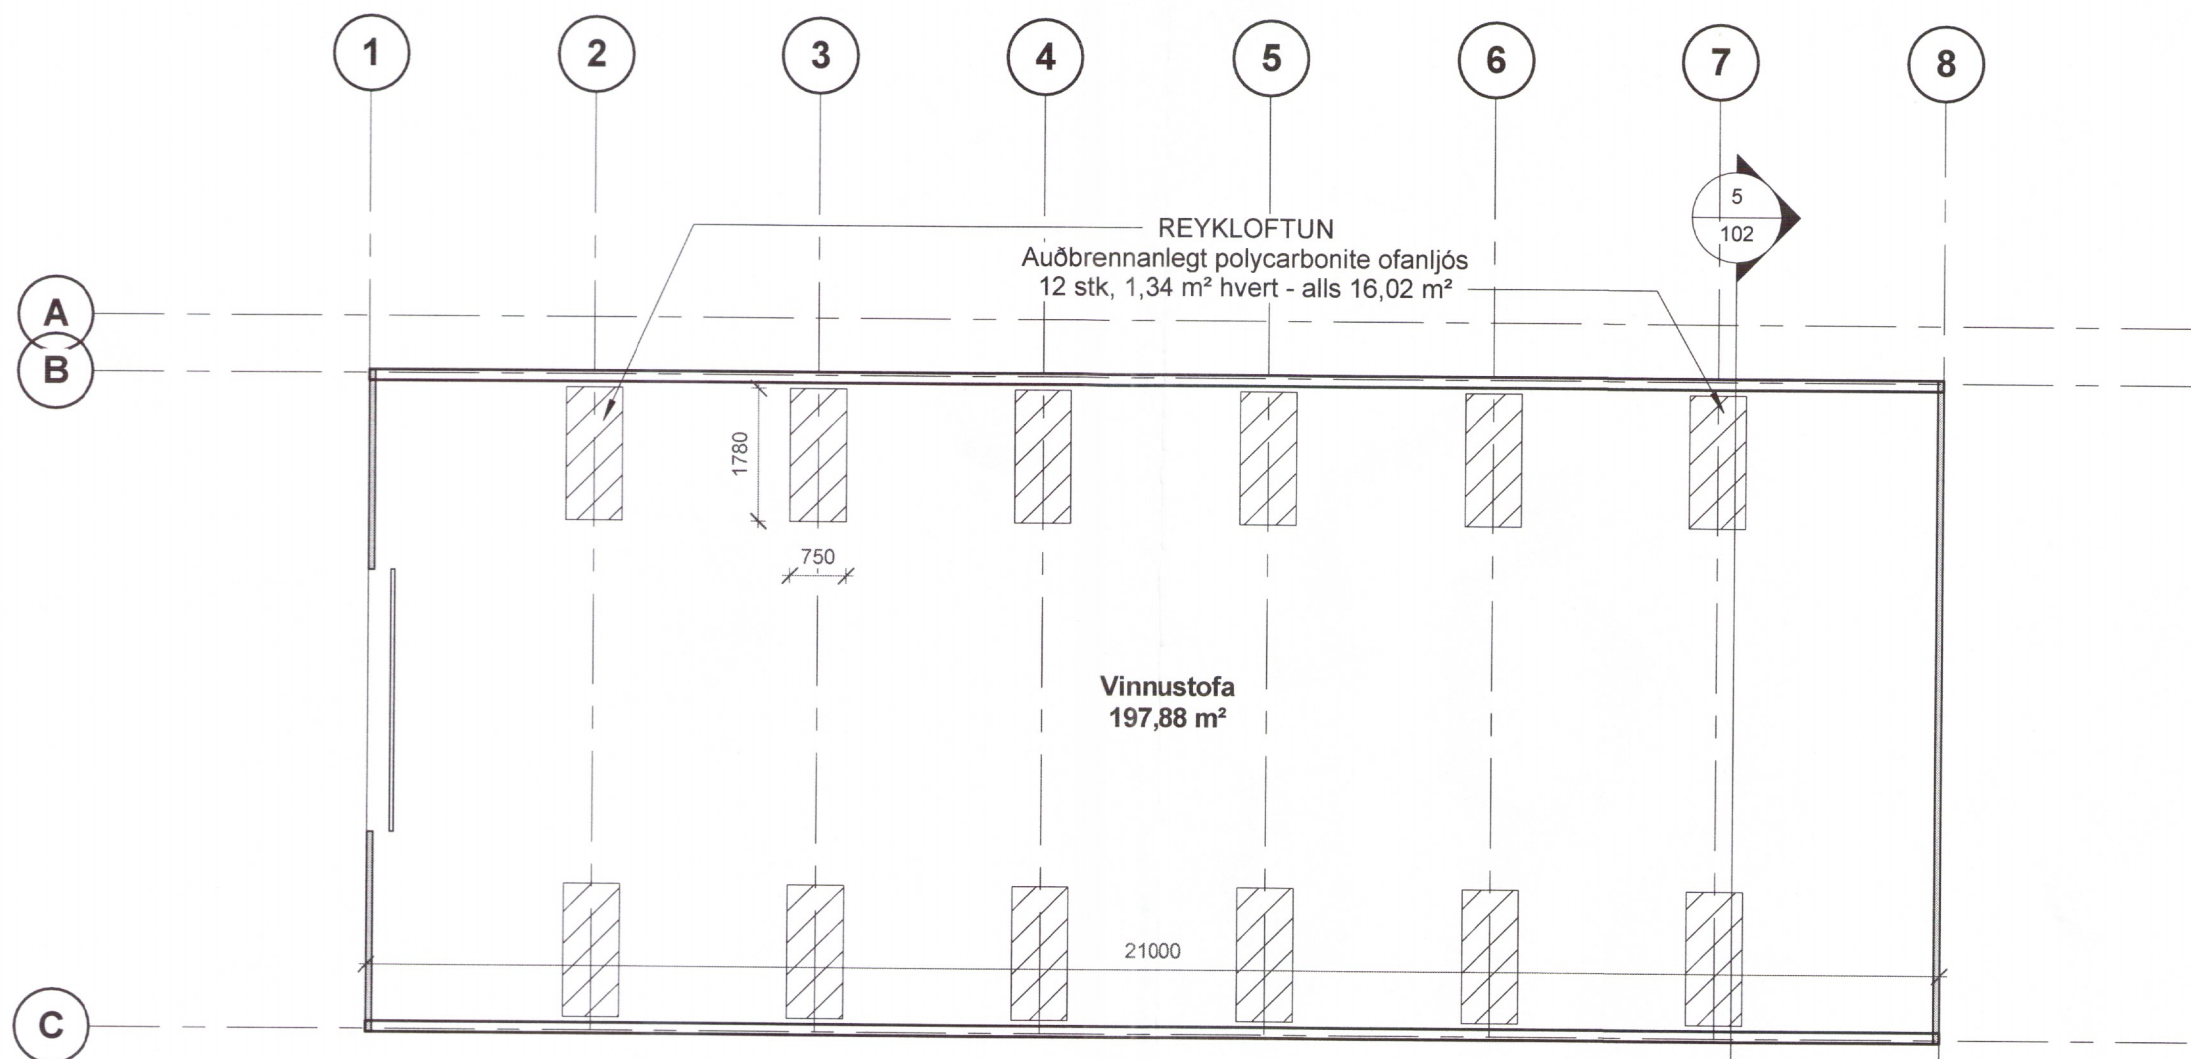 1 2 3 4 5 6 7 8
5
102
REYKLOFTUN
Auðbrennanlegt polycarbonite ofanljós
12 stk, 1,34 m² hvert - alls 16,02 m²
A
B
1780
750
Vinnustofa
197,88 m²
21000
C